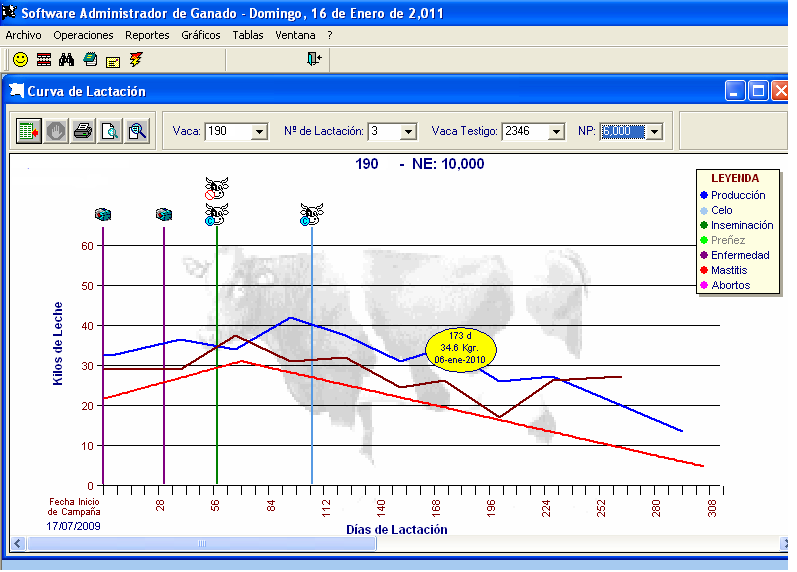 Software Administrador de Ganado - Domingo, 16 de Enero de 2,011
Archivo Operaciones Reportes Gráficos Tablas Ventana ?
Curva de Lactación
Vaca: 190 Nº de Lactación: 3 Vaca Testigo: 2346 NP: 6,000
190 - NE: 10,000
LEYENDA
Producción
Celo
Inseminación
Preñez
Enfermedad
Mastitis
Abortos
Kilos de Leche
60
50
40
30
20
10
0
173 d
34.6 Kgr.
06-ene-2010
Fecha Inicio
de Campaña
17/07/2009
28 56 84 112 140 168 196 224 252 280 308
Días de Lactación